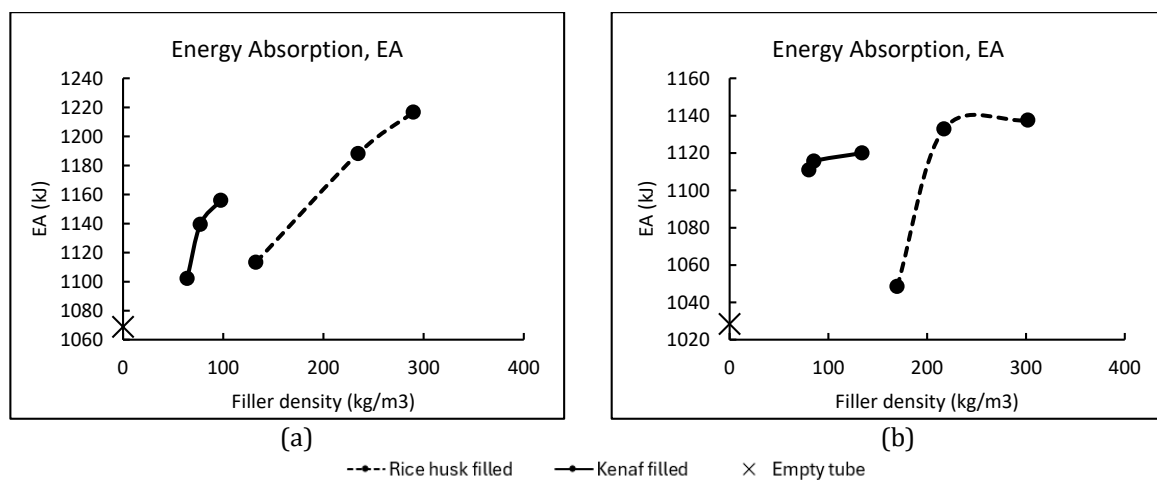 Energy Absorption, EA
1240
1220
1200
1180
1160
1140
1120
1100
1080
1060
EA (kJ)
0 100 200 300 400
Filler density (kg/m3)
(a)
Energy Absorption, EA
1160
1140
1120
1100
1080
1060
1040
1020
EA (kJ)
0 100 200 300 400
Filler density (kg/m3)
(b)
Rice husk filled Kenaf filled Empty tube